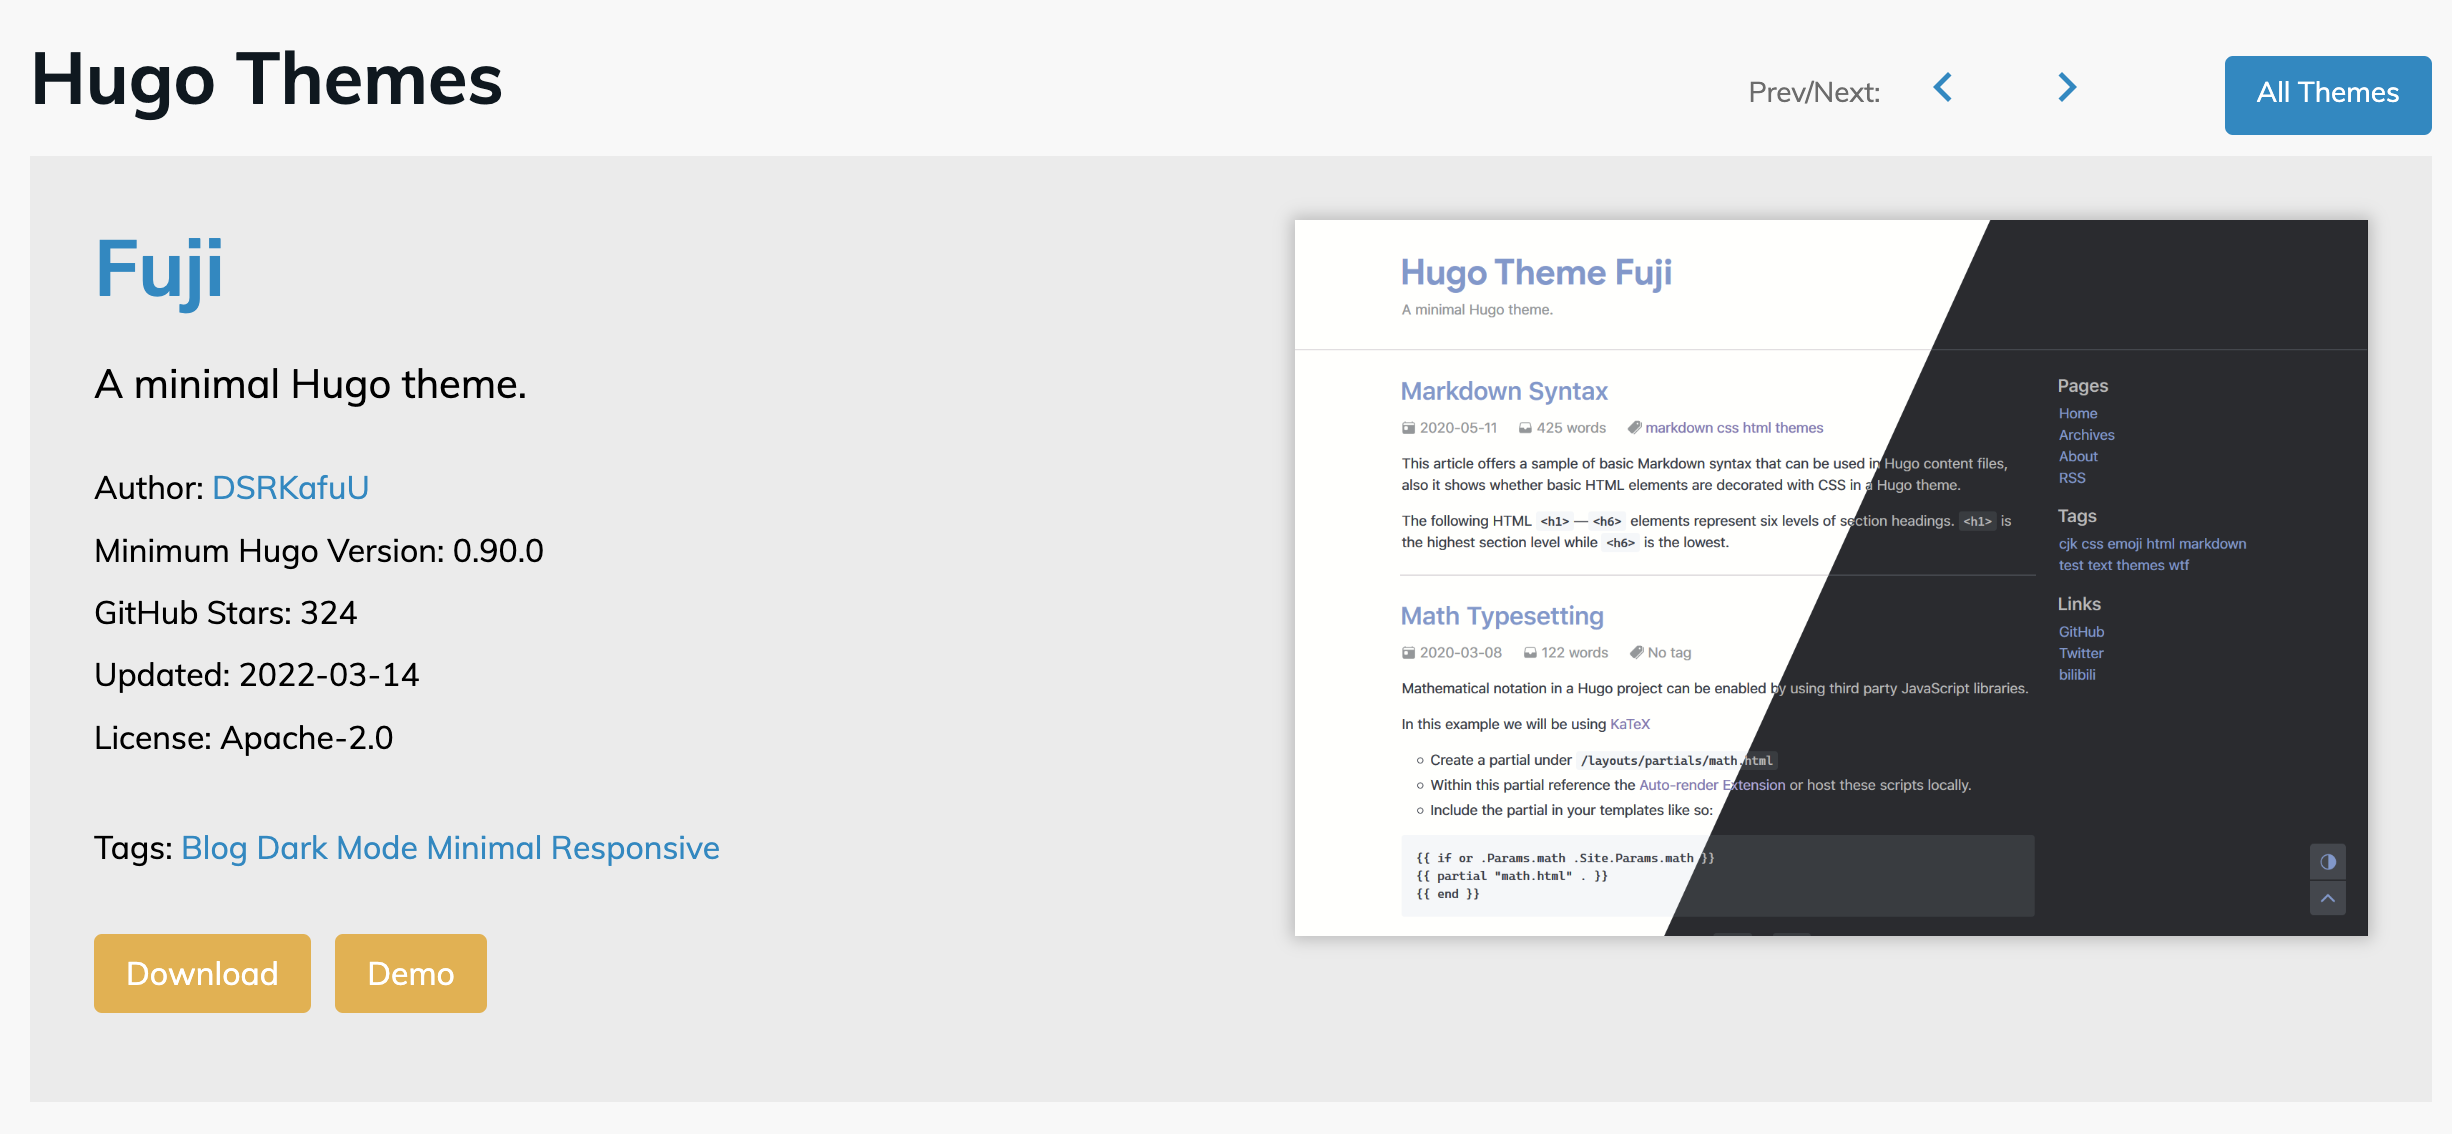 Hugo Themes
Prev/Next:
All Themes
Fuji
A minimal Hugo theme.
Author: DSRKafuU
Minimum Hugo Version: 0.90.0
GitHub Stars: 324
Updated: 2022-03-14
License: Apache-2.0
Tags: Blog Dark Mode Minimal Responsive
Download
Demo
Hugo Theme Fuji
A minimal Hugo theme.
Markdown Syntax
2020-05-11 425 words markdown css html themes
This article offers a sample of basic Markdown syntax that can be used in Hugo content files,
also it shows whether basic HTML elements are decorated with CSS in a Hugo theme.
The following HTML <h1>—<h6> elements represent six levels of section headings. <h1> is
the highest section level while <h6> is the lowest.
Math Typesetting
2020-03-08 122 words No tag
Mathematical notation in a Hugo project can be enabled by using third party JavaScript libraries.
In this example we will be using KaTeX
Create a partial under /layouts/partials/math.html
Within this partial reference the Auto-render Extension or host these scripts locally.
Include the partial in your templates like so:
{{ if or .Params.math .Site.Params.math }}
{{ partial "math.html" . }}
{{ end }}
Pages
Home
Archives
About
RSS
Tags
cjk css emoji html markdown
test text themes wtf
Links
GitHub
Twitter
bilibili